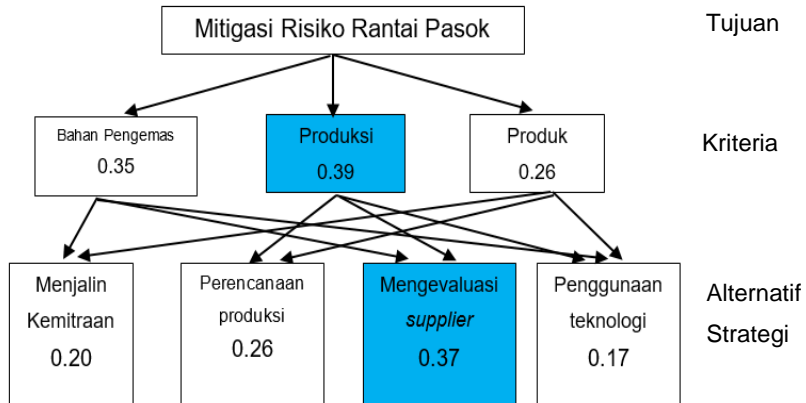 Mitigasi Risiko Rantai Pasok
Tujuan
Bahan Pengemas
0.35
Produksi
0.39
Produk
0.26
Kriteria
Menjalin
Kemitraan
0.20
Perencanaan
produksi
0.26
Mengevaluasi
supplier
0.37
Penggunaan
teknologi
0.17
Alternatif
Strategi